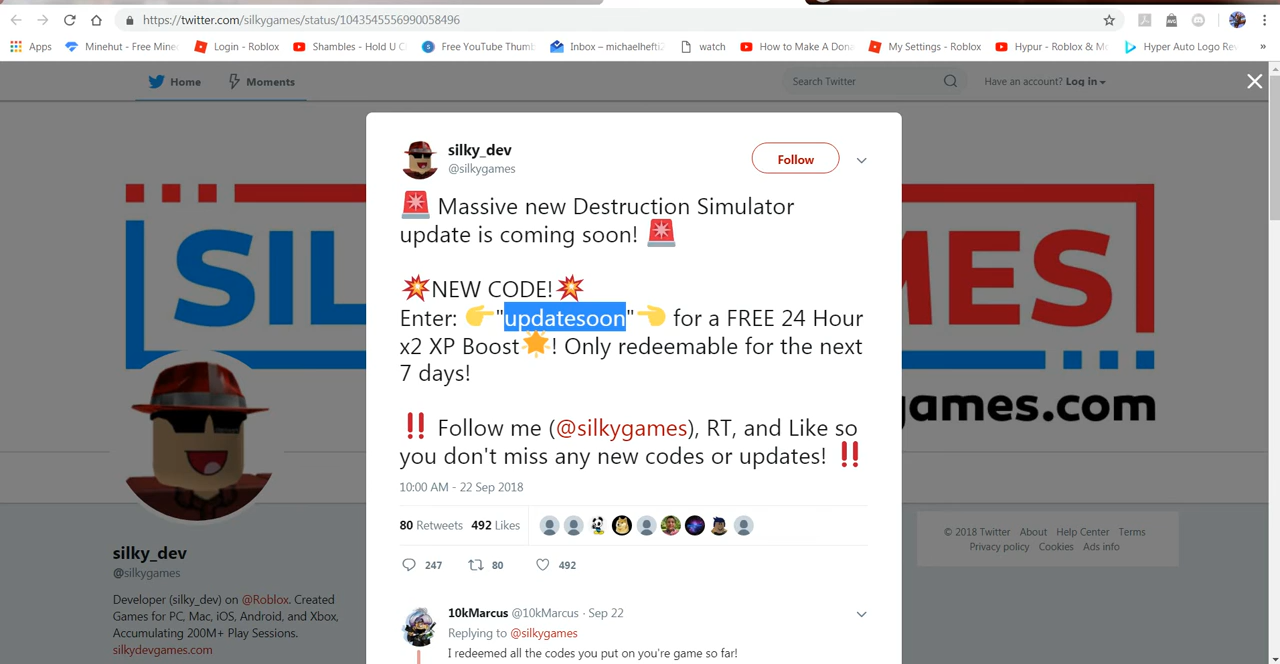 https://twitter.com/silkygames/status/1043545556990058496
Apps Minehut - Free Mine Login - Roblox Shambles - Hold U C Free YouTube Thumb Inbox – michaelhefti2 watch How to Make A Don My Settings - Roblox Hypur - Roblox & M Hyper Auto Logo Re »
Home Moments Search Twitter Have an account? Log in
silky_dev
@silkygames
Follow
🚨 Massive new Destruction Simulator
update is coming soon! 🚨
💥NEW CODE!💥
Enter: 👉"updatesoon"👈 for a FREE 24 Hour
x2 XP Boost🌟! Only redeemable for the next
7 days!
‼️ Follow me (@silkygames), RT, and Like so
you don't miss any new codes or updates! ‼️
10:00 AM - 22 Sep 2018
80 Retweets 492 Likes
247 80 492
10kMarcus @10kMarcus · Sep 22
Replying to @silkygames
I redeemed all the codes you put on you're game so far!
SIL MES
games.com
silky_dev
@silkygames
Developer (silky_dev) on @Roblox. Created
Games for PC, Mac, iOS, Android, and Xbox,
Accumulating 200M+ Play Sessions.
silkydevgames.com
© 2018 Twitter About Help Center Terms
Privacy policy Cookies Ads info